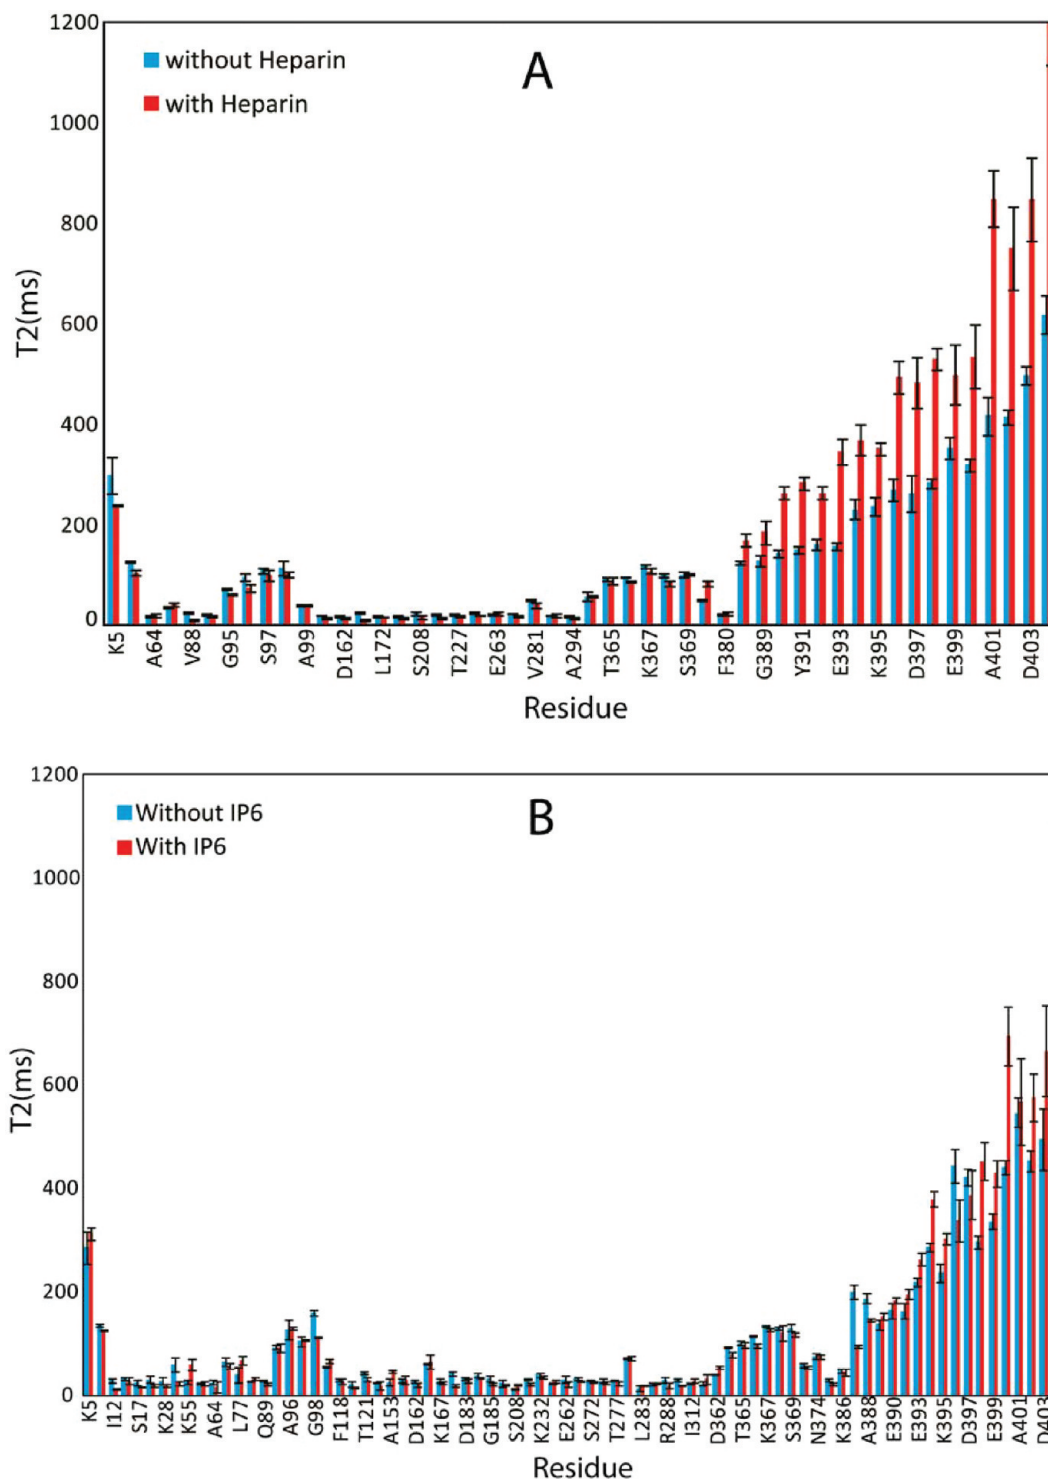 1200
without Heparin
with Heparin
A
1000
800
600
400
200
0
T2(ms)
K5
A64
V88
G95
S97
A99
D162
L172
S208
T227
E263
V281
A294
T365
K367
S369
F380
G389
Y391
E393
K395
D397
E399
A401
D403
Residue
1200
Without IP6
With IP6
B
1000
800
600
400
200
0
T2(ms)
K5
I12
S17
K28
K55
A64
L77
Q89
A96
G98
F118
T121
A153
D162
K167
D183
G185
S208
K232
E262
S272
T277
L283
R288
I312
D362
T365
K367
S369
N374
K386
A388
E390
E393
K395
D397
E399
A401
D403
Residue